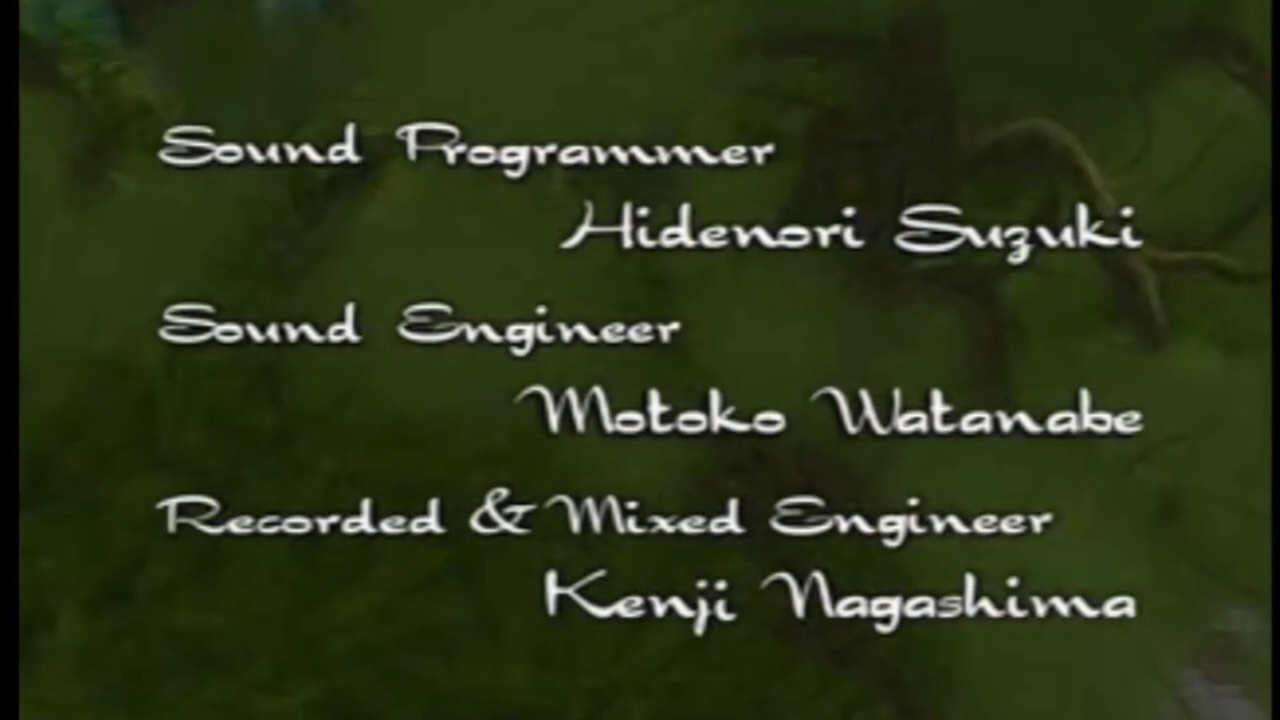 Sound Programmer
Hidenori Suzuki
Sound Engineer
Motoko Watanabe
Recorded & Mixed Engineer
Kenji Nagashima